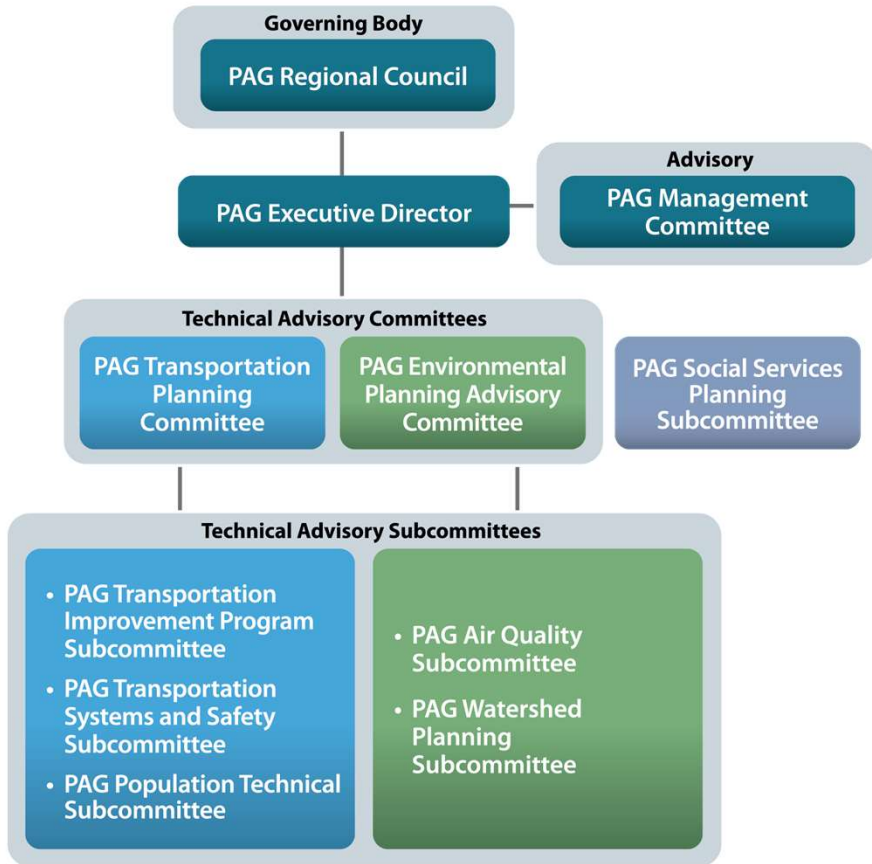 Governing Body
PAG Regional Council
PAG Executive Director
Advisory
PAG Management
Committee
Technical Advisory Committees
PAG Transportation
Planning
Committee
PAG Environmental
Planning Advisory
Committee
PAG Social Services
Planning
Subcommittee
Technical Advisory Subcommittees
• PAG Transportation
Improvement Program
Subcommittee
• PAG Transportation
Systems and Safety
Subcommittee
• PAG Population Technical
Subcommittee
• PAG Air Quality
Subcommittee
• PAG Watershed
Planning
Subcommittee